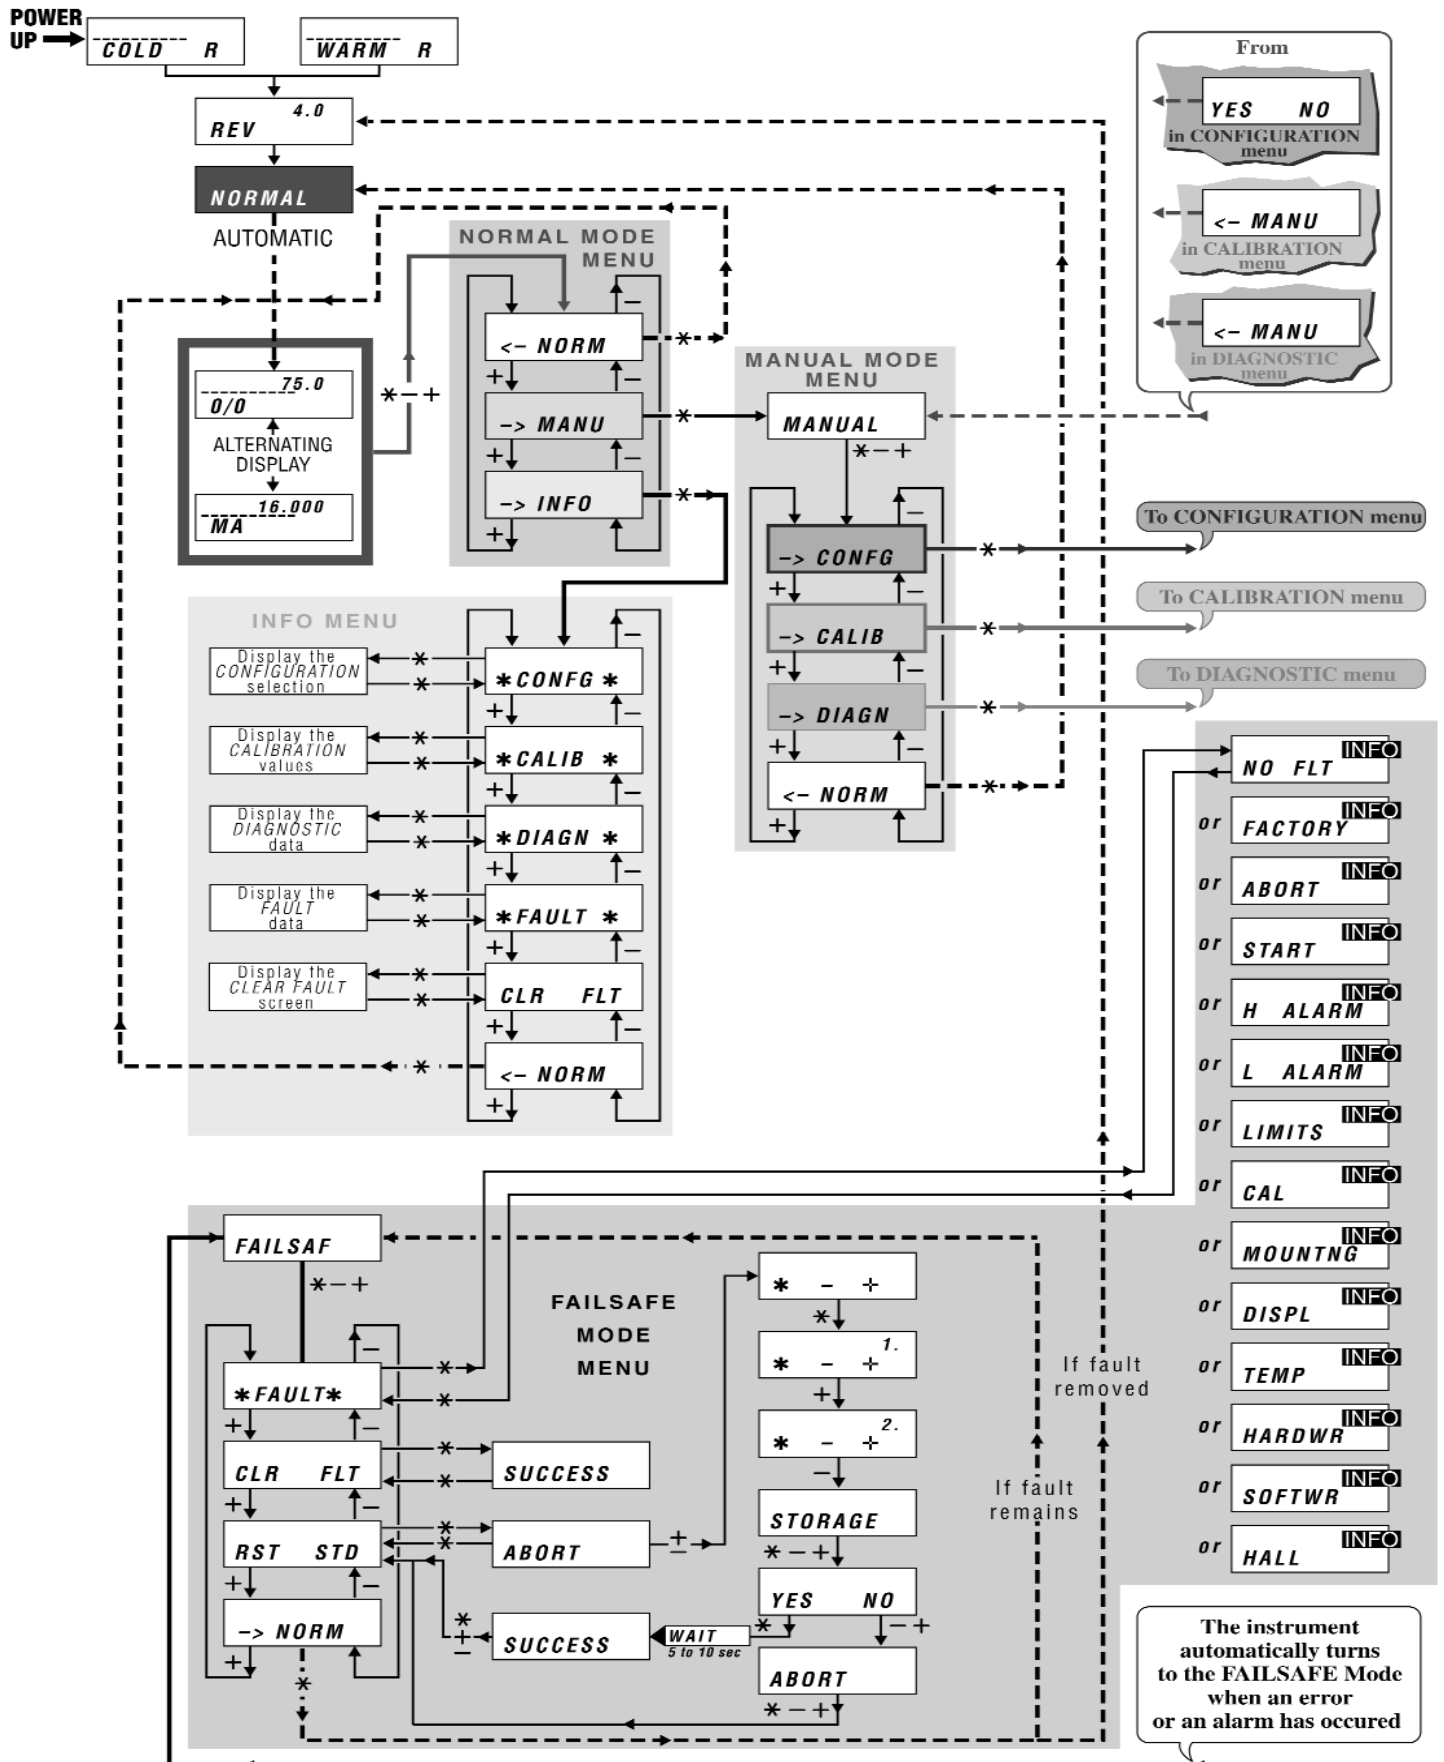 POWER
UP
COLD R
WARM R
4.0
REV
NORMAL
AUTOMATIC
75.0
0/0
ALTERNATING
DISPLAY
16.000
MA
* – +
NORMAL MODE
MENU
–
<– NORM
*
+ –
–> MANU
*
+ –
–> INFO
*
+
MANUAL MODE
MENU
MANUAL
* – +
–
–> CONFG
*
+ –
–> CALIB
*
+ –
–> DIAGN
*
+ –
<– NORM
*
+
From
YES NO
in CONFIGURATION
menu
<– MANU
in CALIBRATION
menu
<– MANU
in DIAGNOSTIC
menu
To CONFIGURATION menu
To CALIBRATION menu
To DIAGNOSTIC menu
INFO MENU
–
Display the
CONFIGURATION
selection
*
*
*CONFG *
+ –
Display the
CALIBRATION
values
*
*
*CALIB *
+ –
Display the
DIAGNOSTIC
data
*
*
*DIAGN *
+ –
Display the
FAULT
data
*
*
*FAULT *
+ –
Display the
CLEAR FAULT
screen
*
*
CLR FLT
+ –
*
<– NORM
+
INFO
NO FLT
INFO
or FACTORY
INFO
or ABORT
INFO
or START
INFO
or H ALARM
INFO
or L ALARM
INFO
or LIMITS
INFO
or CAL
INFO
or MOUNTNG
INFO
or DISPL
INFO
or TEMP
INFO
or HARDWR
INFO
or SOFTWR
INFO
or HALL
FAILSAF
* – +
FAILSAFE
MODE
MENU
–
*FAULT*
*
*
+ –
CLR FLT
*
*
SUCCESS
+ –
RST STD
*
*
ABORT
±
+ –
–> NORM
+
*
*
±
SUCCESS
WAIT
5 to 10 sec
*
* – +
*
* – + 1.
+
* – + 2.
–
STORAGE
* – +
YES NO
– +
ABORT
* – +
If fault
removed
If fault
remains
The instrument
automatically turns
to the FAILSAFE Mode
when an error
or an alarm has occured